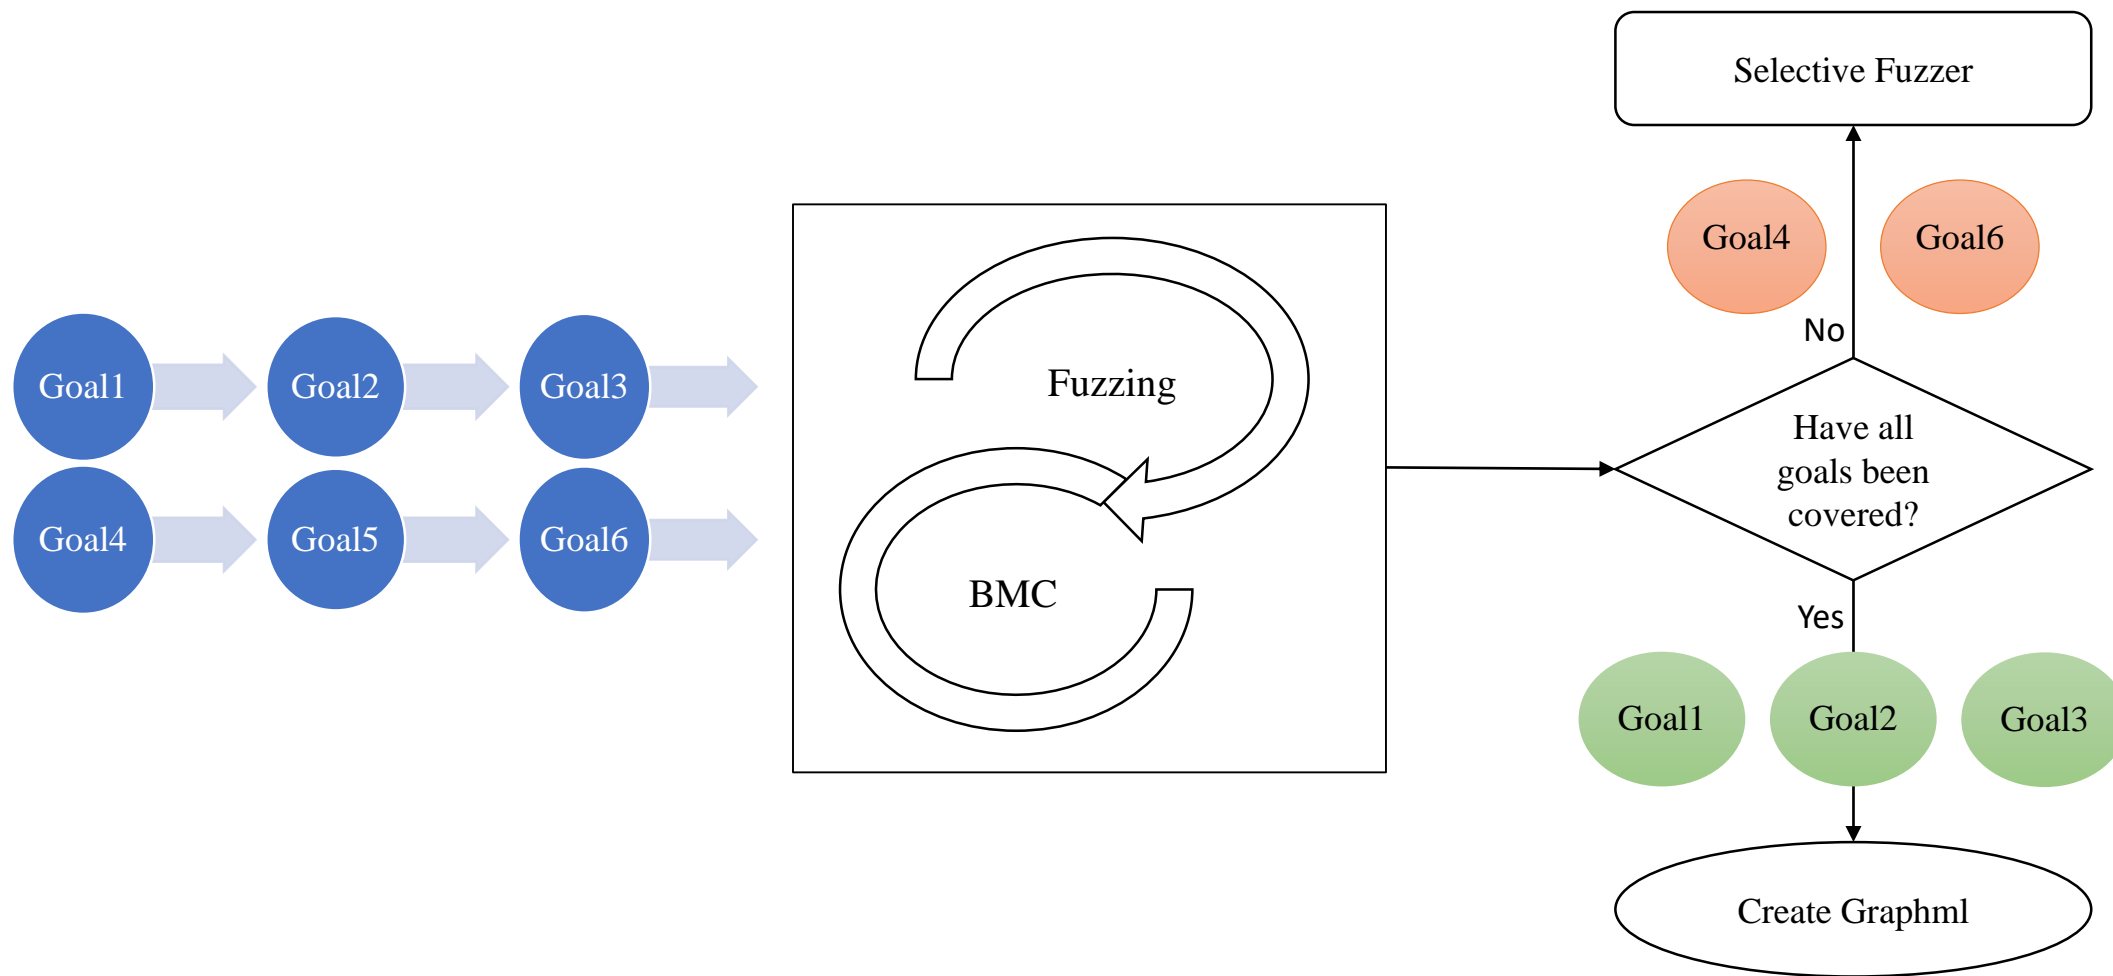 Goal1
Goal2
Goal3
Goal4
Goal5
Goal6
Fuzzing
BMC
Selective Fuzzer
Goal4
Goal6
No
Have all
goals been
covered?
Yes
Goal1
Goal2
Goal3
Create Graphml